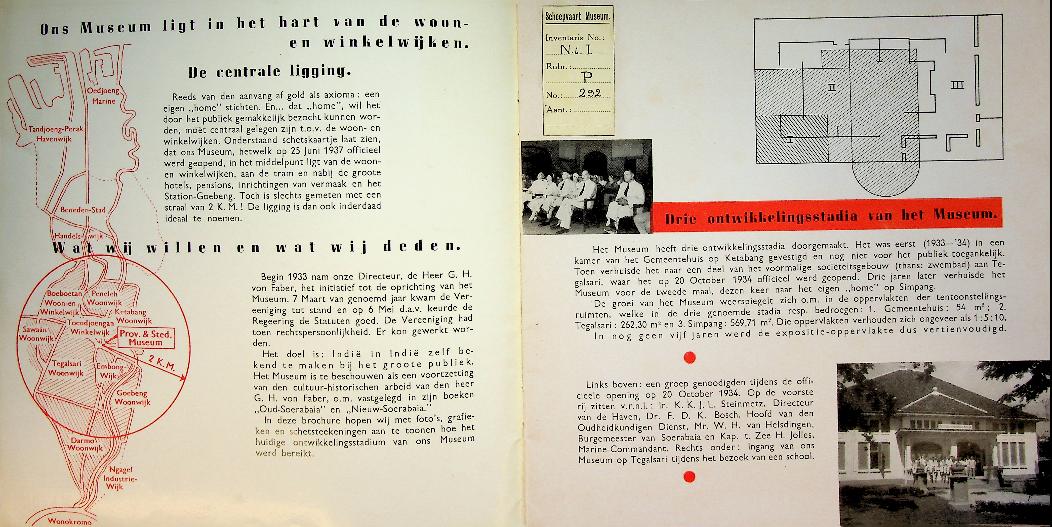 Ons Museum ligt in het hart van de woon-
en winkelwijken.
De centrale ligging.
Reeds van den aanvang af gold als axioma: een
eigen „home” stichten. En... dat „home”, wil het
door het publiek gemakkelijk bezocht kunnen wor-
den, moet centraal gelegen zijn t.o.v. de woon- en
winkelwijken. Onderstaand schetskaartje laat zien,
dat ons Museum, hetwelk op 25 Juni 1937 officieel
werd geopend, in het middelpunt ligt van de woon-
en winkelwijken, aan de tram en nabij de groote
hotels, pensions, inrichtingen van vermaak en het
Station-Goebeng. Toch is slechts gemeten met een
straal van 2 K.M.! De ligging is dan ook inderdaad
ideaal te noemen.
Wat wij willen en wat wij deden.
Begin 1933 nam onze Directeur, de Heer G. H.
von Faber, het initiatief tot de oprichting van het
Museum. 7 Maart van genoemd jaar kwam de Ver-
eeniging tot stand en op 6 Mei d.a.v. keurde de
Regeering de Statuten goed. De Vereeniging had
toen rechtspersoonlijkheid. Er kon gewerkt wor-
den.
Het doel is: Indië in Indië zelf be-
kend te maken bij het groote publiek.
Het Museum is te beschouwen als een voortzetting
van den cultuur-historischen arbeid van den heer
G. H. von Faber, o.m. vastgelegd in zijn boeken
„Oud-Soerabaia” en „Nieuw-Soerabaia.”
In deze brochure hopen wij met foto's, grafie-
ken en schetsteekeningen aan te toonen hoe het
huidige ontwikkelingsstadium van ons Museum
werd bereikt.
Oedjoeng
Marine
Tandjoeng-Perak
Havenwijk
Beneden-Stad
Handels-wijk
Boeboetan
Woon-en
Winkelwijk
Peneleh
Woonwijk
Ketabang
Woonwijk
Sawahan
Woonwijk
Toendjoengan
Winkelwijk
Prov. & Sted.
Museum
2 K.M.
Tegalsari
Woonwijk
Embong-
Wijk
Goebeng
Woonwijk
Darmo
Woonwijk
Ngagel
Industrie-
Wijk
Wonokromo
Scheepvaart Museum.
Inventaris No.:
N.i.I.
Rubr.:
P
No.: 292
Aant.:
I
II
III
Drie ontwikkelingsstadia van het Museum.
Het Museum heeft drie ontwikkelingsstadia doorgemaakt. Het was eerst (1933—'34) in een
kamer van het Gemeentehuis op Ketabang gevestigd en nog niet voor het publiek toegankelijk.
Toen verhuisde het naar een deel van het voormalige societeitsgebouw (thans: zwembad) aan Te-
galsari, waar het op 20 October 1934 officieel werd geopend. Drie jaren later verhuisde het
Museum voor de tweede maal, dezen keer naar het eigen „home” op Simpang.
De groei van het Museum weerspiegelt zich o.m. in de oppervlakten der tentoonstellings-
ruimten, welke in de drie genoemde stadia resp. bedroegen: 1. Gemeentehuis: 54 m²; 2.
Tegalsari: 262,30 m² en 3. Simpang: 569,71 m². Die oppervlakten verhouden zich ongeveer als 1:5:10.
In nog geen vijf jaren werd de expositie-oppervlakte dus vertienvoudigd.
Links boven: een groep genoodigden tijdens de offi-
cieele opening op 20 October 1934. Op de voorste
rij zitten v.r.n.l.: Ir. K. K. J. L. Steinmetz, Directeur
van de Haven, Dr. F. D. K. Bosch, Hoofd van den
Oudheidkundigen Dienst, Mr. W. H. van Helsdingen,
Burgemeester van Soerabaia en Kap. t. Zee H. Jolles,
Marine-Commandant. Rechts onder: ingang van ons
Museum op Tegalsari tijdens het bezoek van een school.